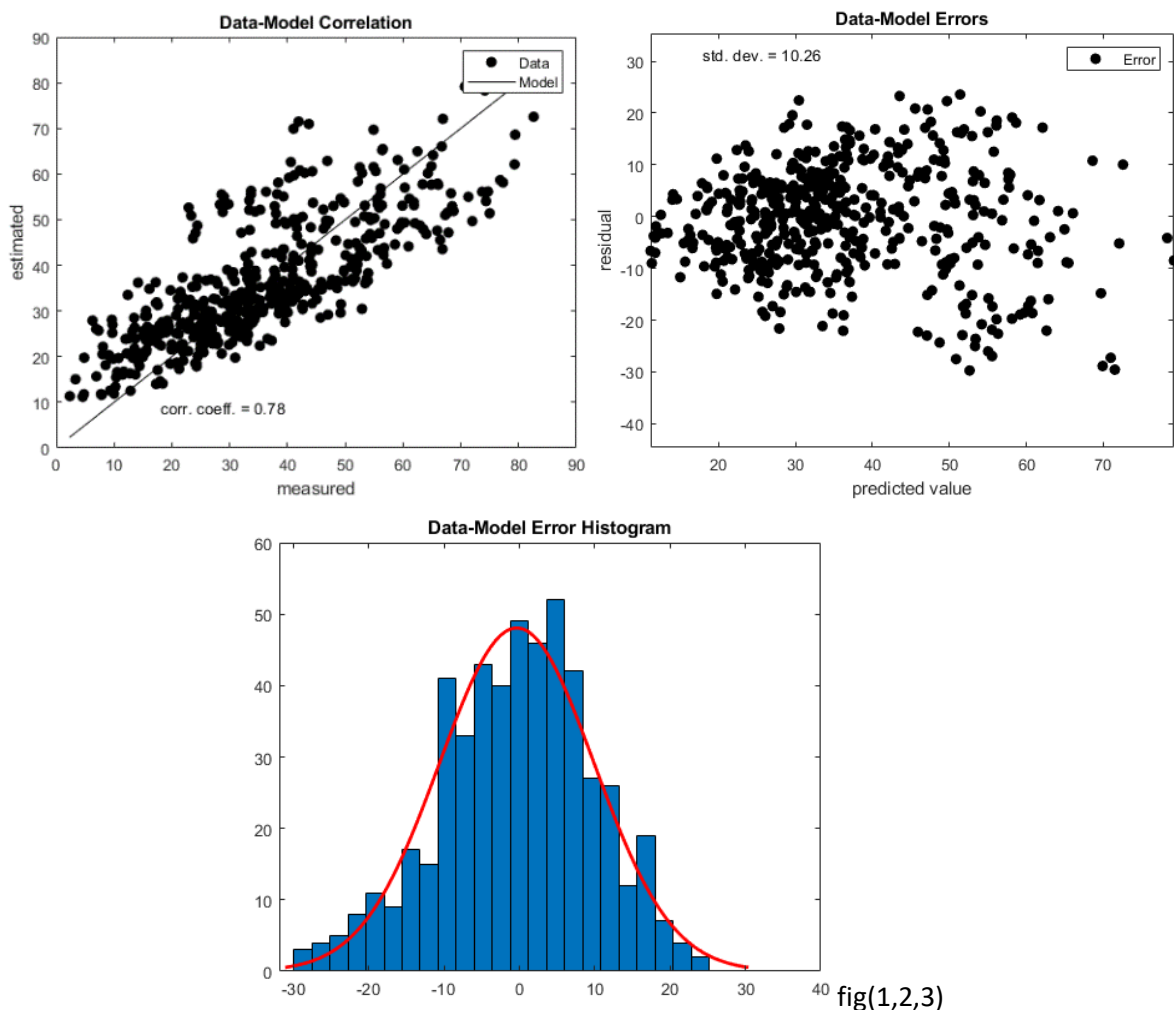 Data-Model Correlation
90
80
70
60
50
40
30
20
10
0
estimated
Data
Model
corr. coeff. = 0.78
0 10 20 30 40 50 60 70 80 90
measured
Data-Model Errors
30
20
10
0
-10
-20
-30
-40
residual
std. dev. = 10.26
Error
20 30 40 50 60 70
predicted value
Data-Model Error Histogram
60
50
40
30
20
10
0
-30 -20 -10 0 10 20 30 40
fig(1,2,3)